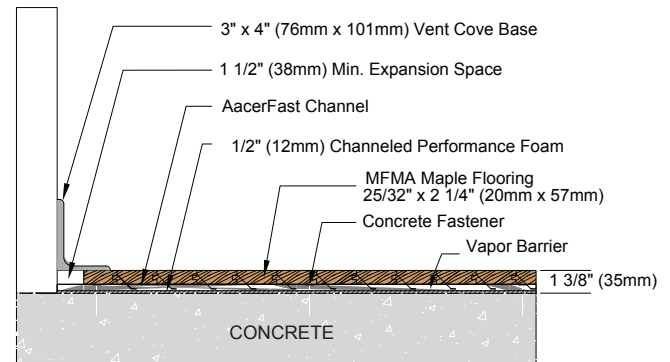 3" x 4" (76mm x 101mm) Vent Cove Base
1 1/2" (38mm) Min. Expansion Space
AacerFast Channel
1/2" (12mm) Channeled Performance Foam
MFMA Maple Flooring
25/32" x 2 1/4" (20mm x 57mm)
Concrete Fastener
Vapor Barrier
1 3/8" (35mm)
CONCRETE